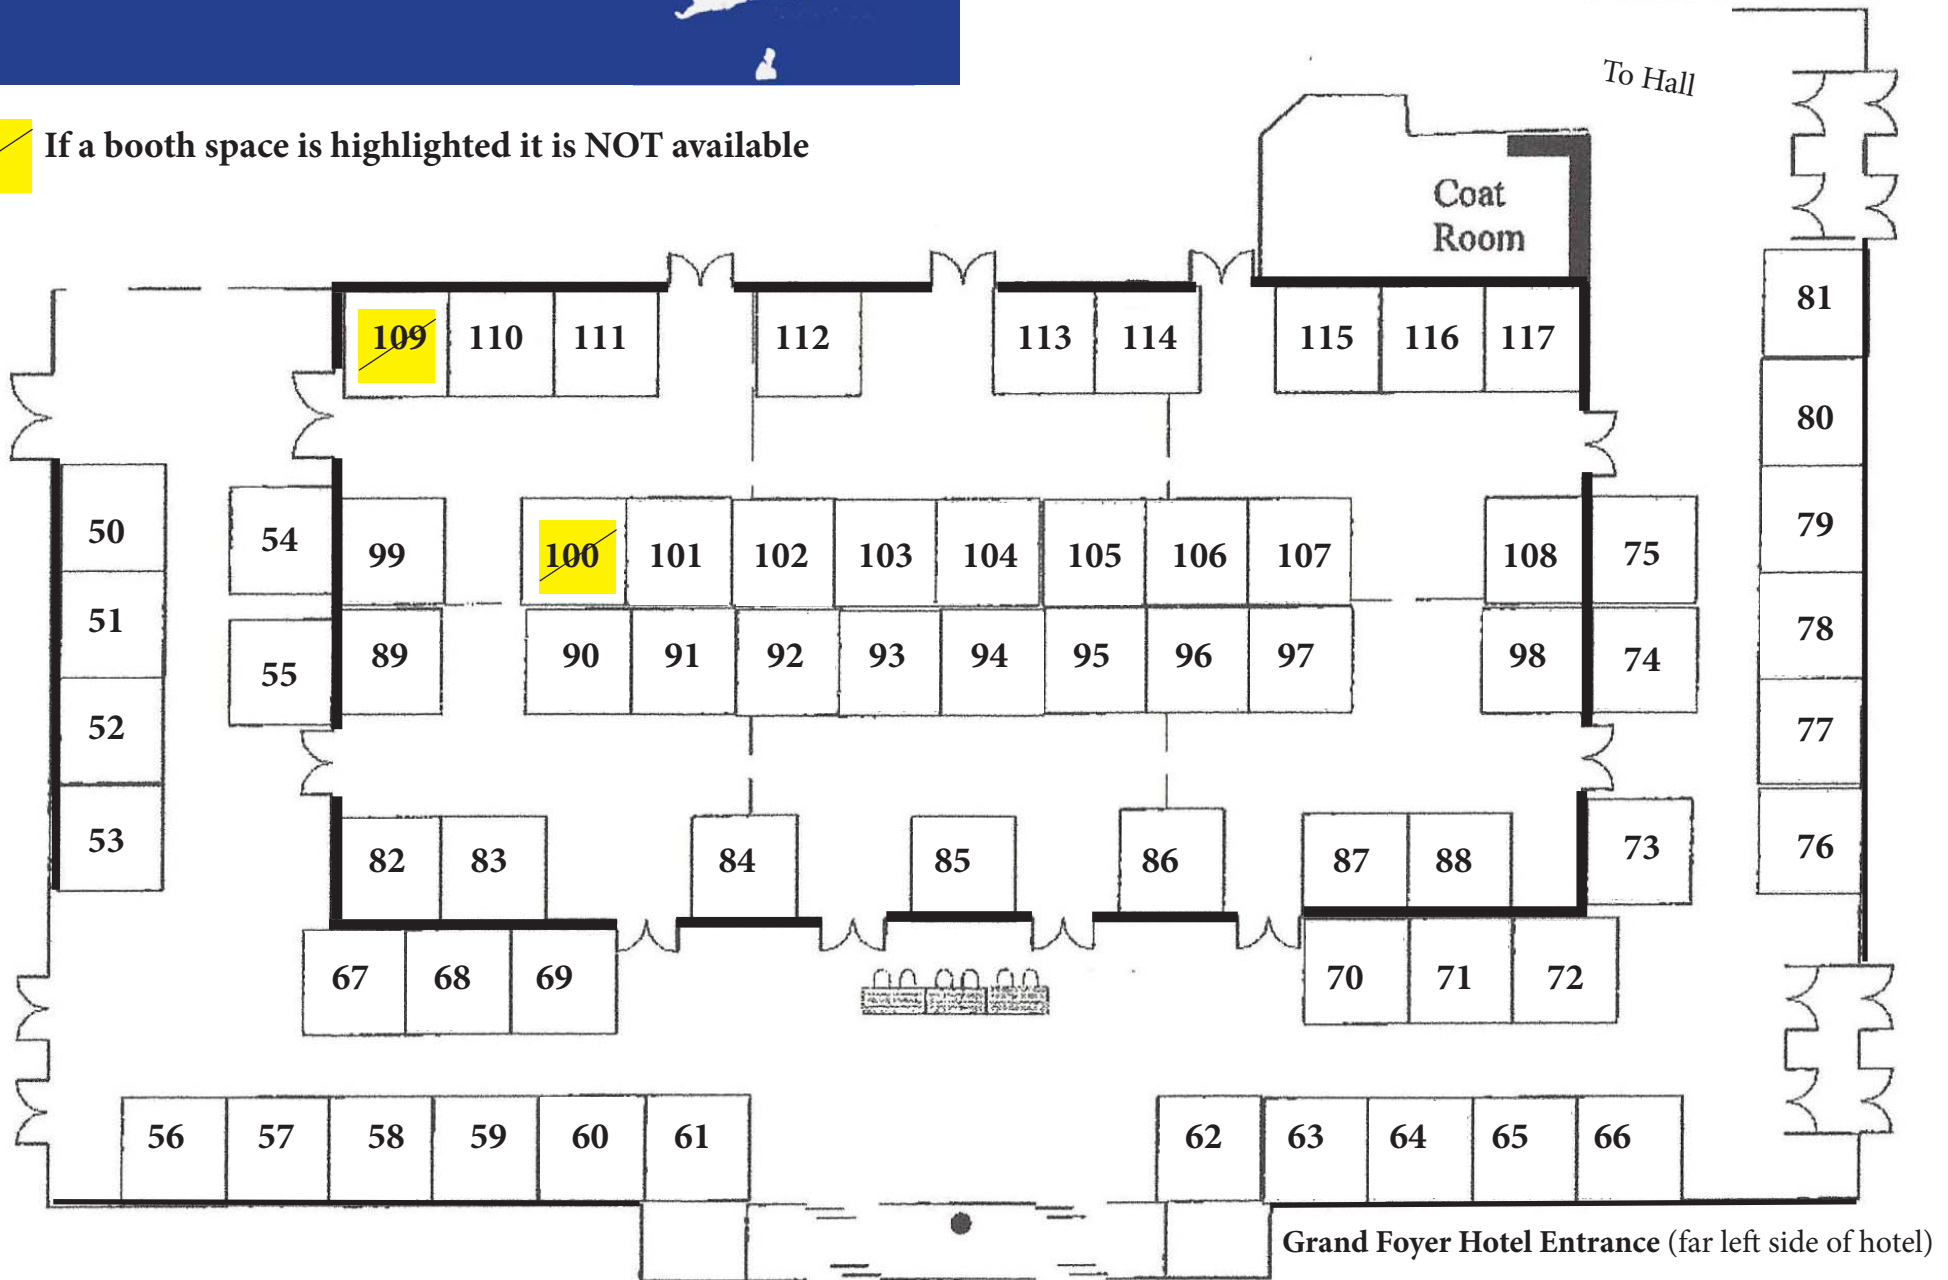 To Hall
If a booth space is highlighted it is NOT available
Coat
Room
109 110 111 112 113 114 115 116 117
81
80
79
78
77
76
50
51
52
53
54
55
99 100 101 102 103 104 105 106 107 108 75
89 90 91 92 93 94 95 96 97 98 74
82 83 84 85 86 87 88 73
67 68 69 70 71 72
56 57 58 59 60 61 62 63 64 65 66
Grand Foyer Hotel Entrance (far left side of hotel)